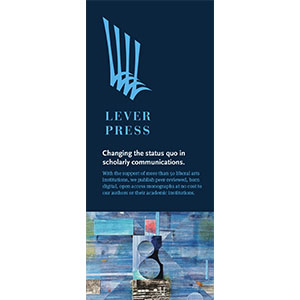 LEVER
PRESS
Changing the status quo in
scholarly communications.
With the support of more than 50 liberal arts
institutions, we publish peer-reviewed, born
digital, open access monographs at no cost to
our authors or their academic institutions.